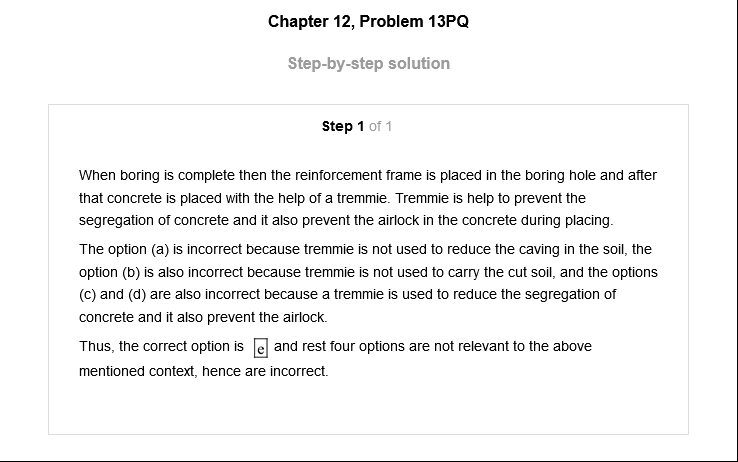 Chapter 12, Problem 13PQ
Step-by-step solution
Step 1 of 1
When boring is complete then the reinforcement frame is placed in the boring hole and after
that concrete is placed with the help of a tremmie. Tremmie is help to prevent the
segregation of concrete and it also prevent the airlock in the concrete during placing.
The option (a) is incorrect because tremmie is not used to reduce the caving in the soil, the
option (b) is also incorrect because tremmie is not used to carry the cut soil, and the options
(c) and (d) are also incorrect because a tremmie is used to reduce the segregation of
concrete and it also prevent the airlock.
Thus, the correct option is e and rest four options are not relevant to the above
mentioned context, hence are incorrect.